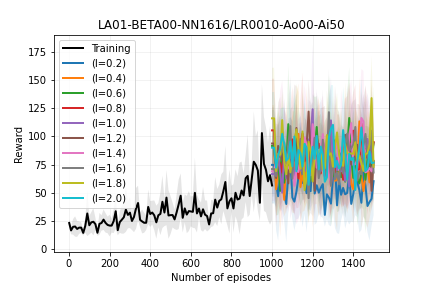 LA01-BETA00-NN1616/LR0010-Ao00-Ai50
Reward
175
150
125
100
75
50
25
0
Training
(l=0.2)
(l=0.4)
(l=0.6)
(l=0.8)
(l=1.0)
(l=1.2)
(l=1.4)
(l=1.6)
(l=1.8)
(l=2.0)
0 200 400 600 800 1000 1200 1400
Number of episodes